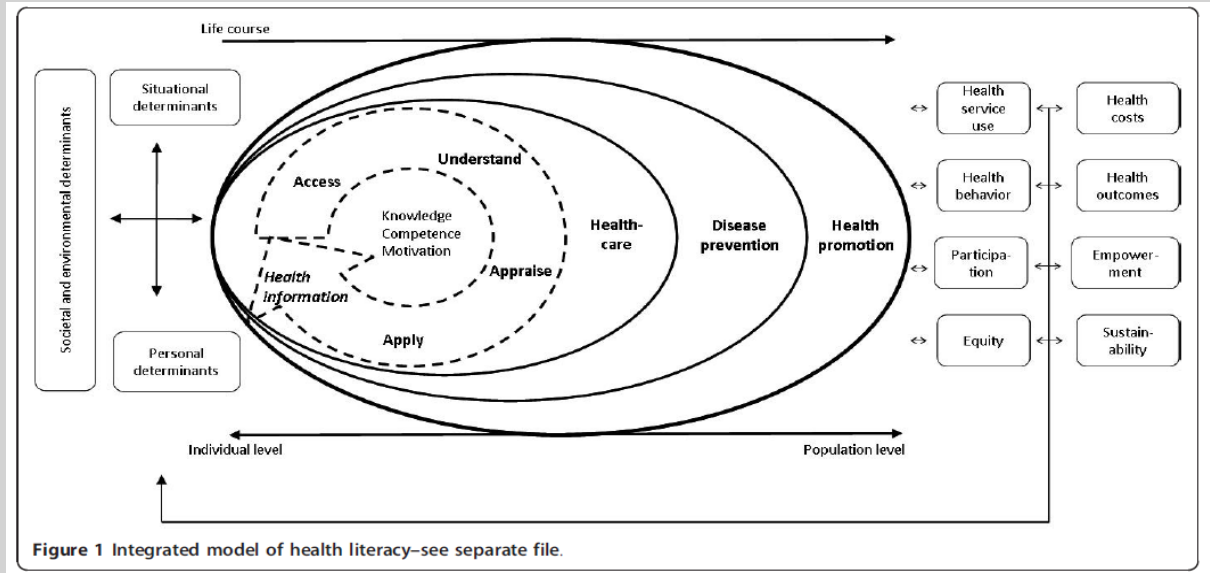 Life course
Societal and environmental determinants
Situational
determinants
Personal
determinants
Access
Understand
Knowledge
Competence
Motivation
Appraise
Health
information
Apply
Health-
care
Disease
prevention
Health
promotion
Health
service
use
Health
costs
Health
behavior
Health
outcomes
Participa-
tion
Empower-
ment
Equity
Sustain-
ability
Individual level
Population level
Figure 1 Integrated model of health literacy–see separate file.